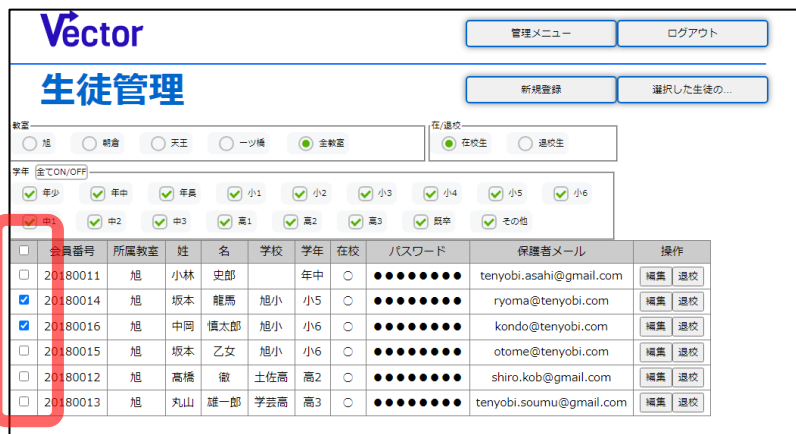 Vector
管理メニュー ログアウト
生徒管理
新規登録 選択した生徒の...
教室 在/退校
旭 朝倉 天王 一ツ橋 全教室 在校生 退校生
学年 全てON/OFF
年少 年中 年長 小1 小2 小3 小4 小5 小6
中1 中2 中3 高1 高2 高3 既卒 その他
会員番号 所属教室 姓 名 学校 学年 在校 パスワード 保護者メール 操作
20180011 旭 小林 史郎 年中 ○ ●●●●●●●● tenyobi.asahi@gmail.com 編集 退校
20180014 旭 坂本 龍馬 旭小 小5 ○ ●●●●●●●● ryoma@tenyobi.com 編集 退校
20180016 旭 中岡 慎太郎 旭小 小6 ○ ●●●●●●●● kondo@tenyobi.com 編集 退校
20180015 旭 坂本 乙女 旭小 小6 ○ ●●●●●●●● otome@tenyobi.com 編集 退校
20180012 旭 髙橋 徹 土佐高 高2 ○ ●●●●●●●● shiro.kob@gmail.com 編集 退校
20180013 旭 丸山 雄一郎 学芸高 高3 ○ ●●●●●●●● tenyobi.soumu@gmail.com 編集 退校